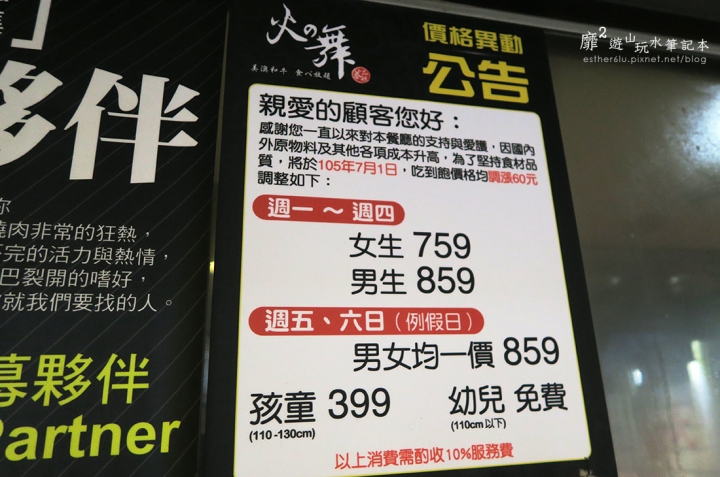 靡²遊山玩水筆記本
esther6lu.pixnet.net/blog
火の舞
美澳和牛 食べ放題
價格異動
公告
親愛的顧客您好：
感謝您一直以來對本餐廳的支持與愛護，因國內
外原物料及其他各項成本升高，為了堅持食材品
質，將於105年7月1日，吃到飽價格均調漲60元
調整如下：
週一 ～ 週四
女生 759
男生 859
週五、六日（例假日）
男女均一價 859
孩童 399
(110-130cm)
幼兒 免費
(110cm以下)
以上消費需酌收10%服務費
夥伴
你
燒肉非常的狂熱，
不完的活力與熱情，
巴裂開的嗜好，
就我們要找的人。
募夥伴
Partner